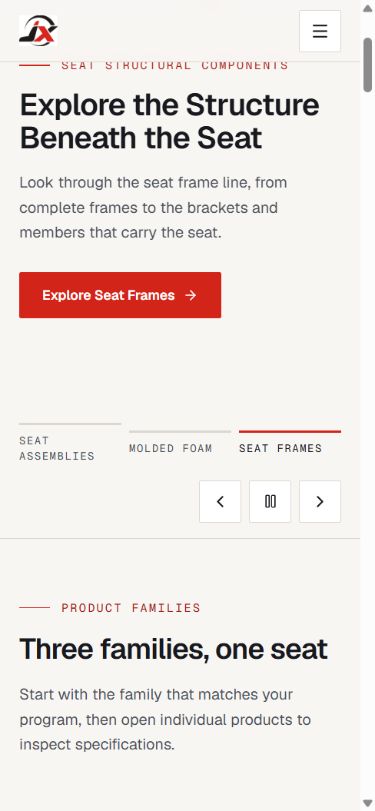 JX
SEAT STRUCTURAL COMPONENTS
Explore the Structure
Beneath the Seat
Look through the seat frame line, from
complete frames to the brackets and
members that carry the seat.
Explore Seat Frames
SEAT
ASSEMBLIES
MOLDED FOAM
SEAT FRAMES
PRODUCT FAMILIES
Three families, one seat
Start with the family that matches your
program, then open individual products to
inspect specifications.